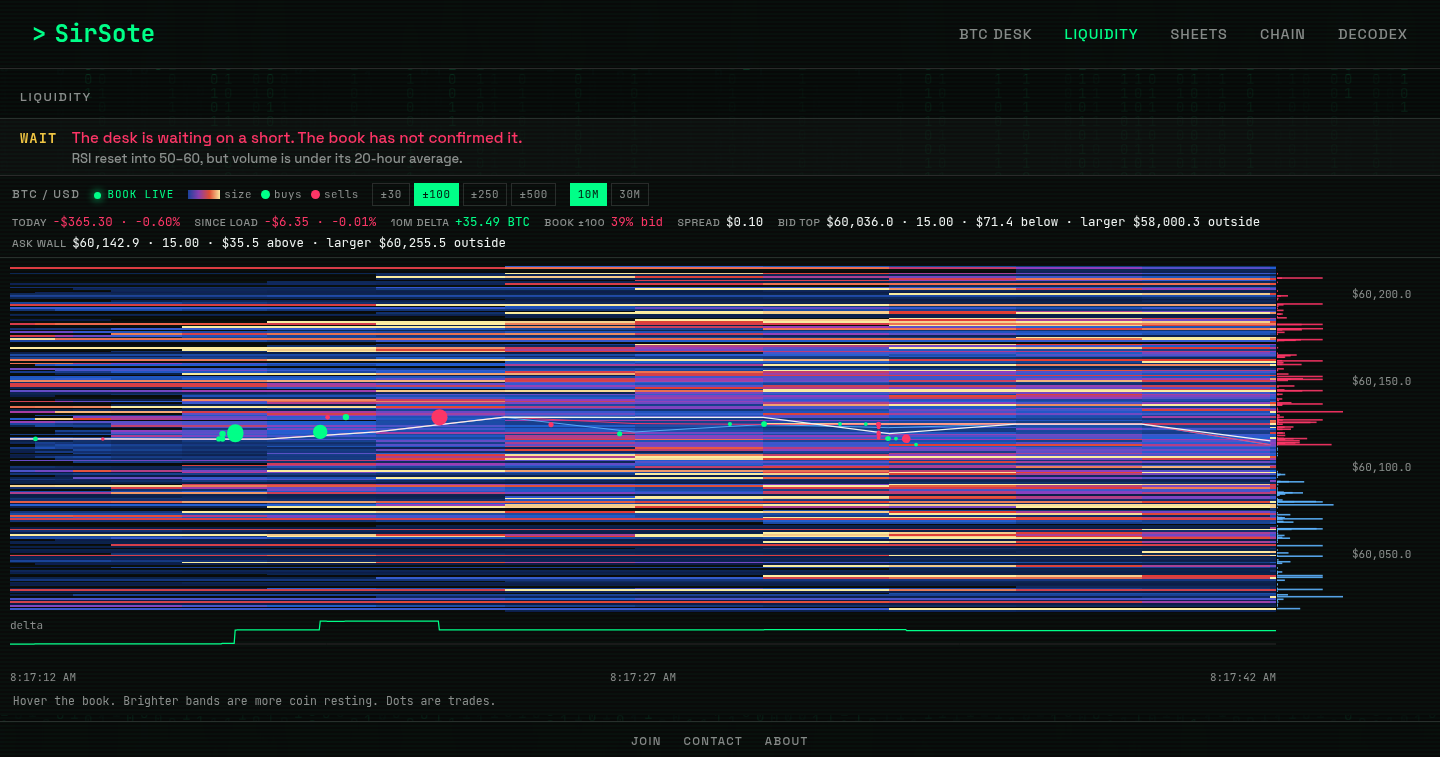 > SirSote
BTC DESK LIQUIDITY SHEETS CHAIN DECODEX
LIQUIDITY
WAIT The desk is waiting on a short. The book has not confirmed it.
RSI reset into 50–60, but volume is under its 20-hour average.
BTC / USD BOOK LIVE size buys sells ±30 ±100 ±250 ±500 10M 30M
TODAY -$365.30 · -0.60% SINCE LOAD -$6.35 · -0.01% 10M DELTA +35.49 BTC BOOK ±100 39% bid SPREAD $0.10 BID TOP $60,036.0 · 15.00 · $71.4 below · larger $58,000.3 outside
ASK WALL $60,142.9 · 15.00 · $35.5 above · larger $60,255.5 outside
$60,200.0
$60,150.0
$60,100.0
$60,050.0
delta
8:17:12 AM 8:17:27 AM 8:17:42 AM
Hover the book. Brighter bands are more coin resting. Dots are trades.
JOIN CONTACT ABOUT